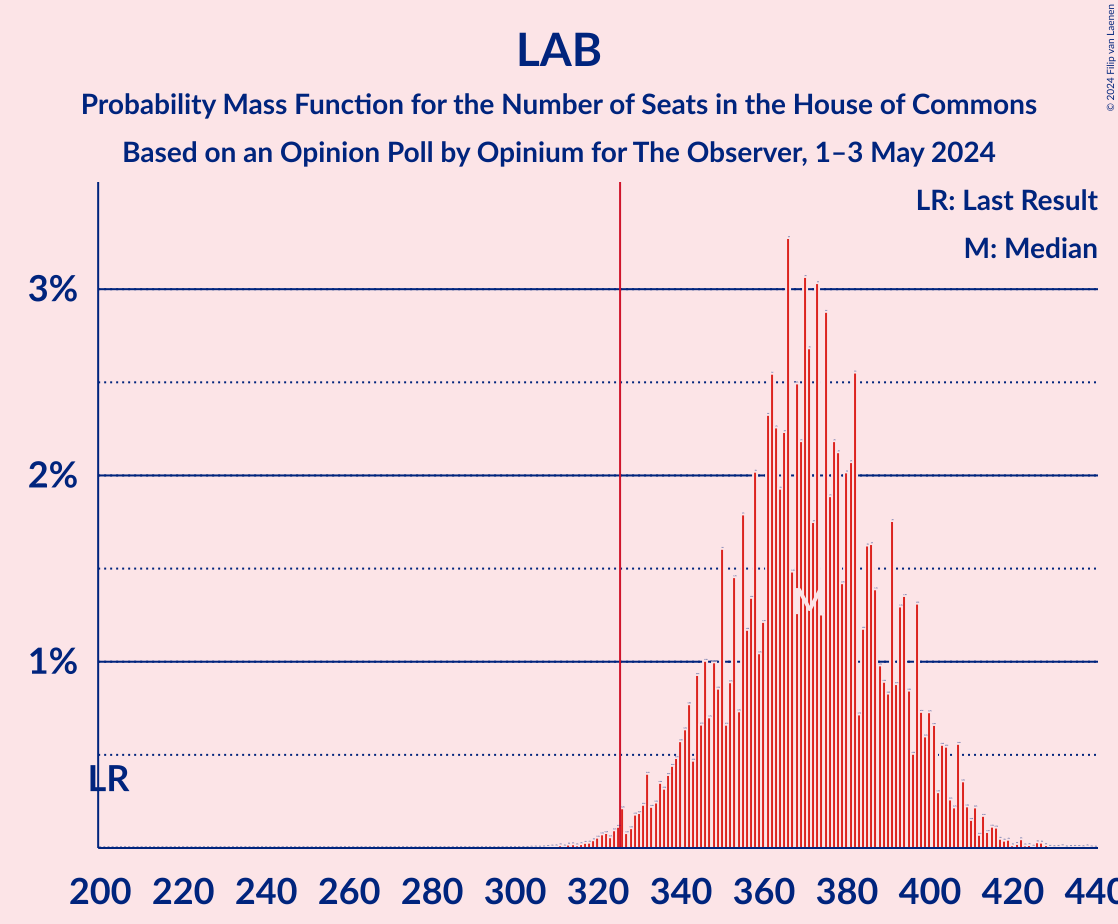 LAB
Probability Mass Function for the Number of Seats in the House of Commons
Based on an Opinion Poll by Opinium for The Observer, 1–3 May 2024
© 2024 Filip van Laenen
LR: Last Result
M: Median
3%
2%
1%
M
LR
200 220 240 260 280 300 320 340 360 380 400 420 440